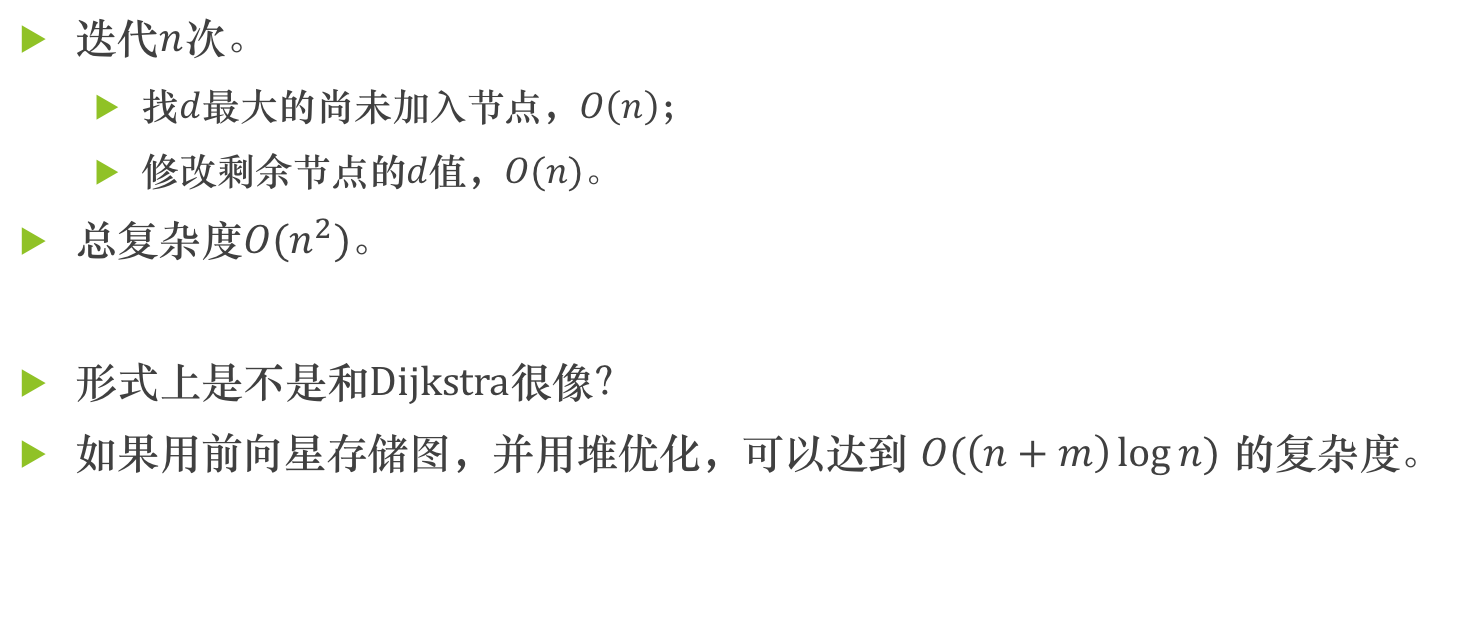 迭代n次。
找d最大的尚未加入节点，O(n)；
修改剩余节点的d值，O(n)。
总复杂度O(n²)。
形式上是不是和Dijkstra很像？
如果用前向星存储图，并用堆优化，可以达到 O((n + m) log n) 的复杂度。